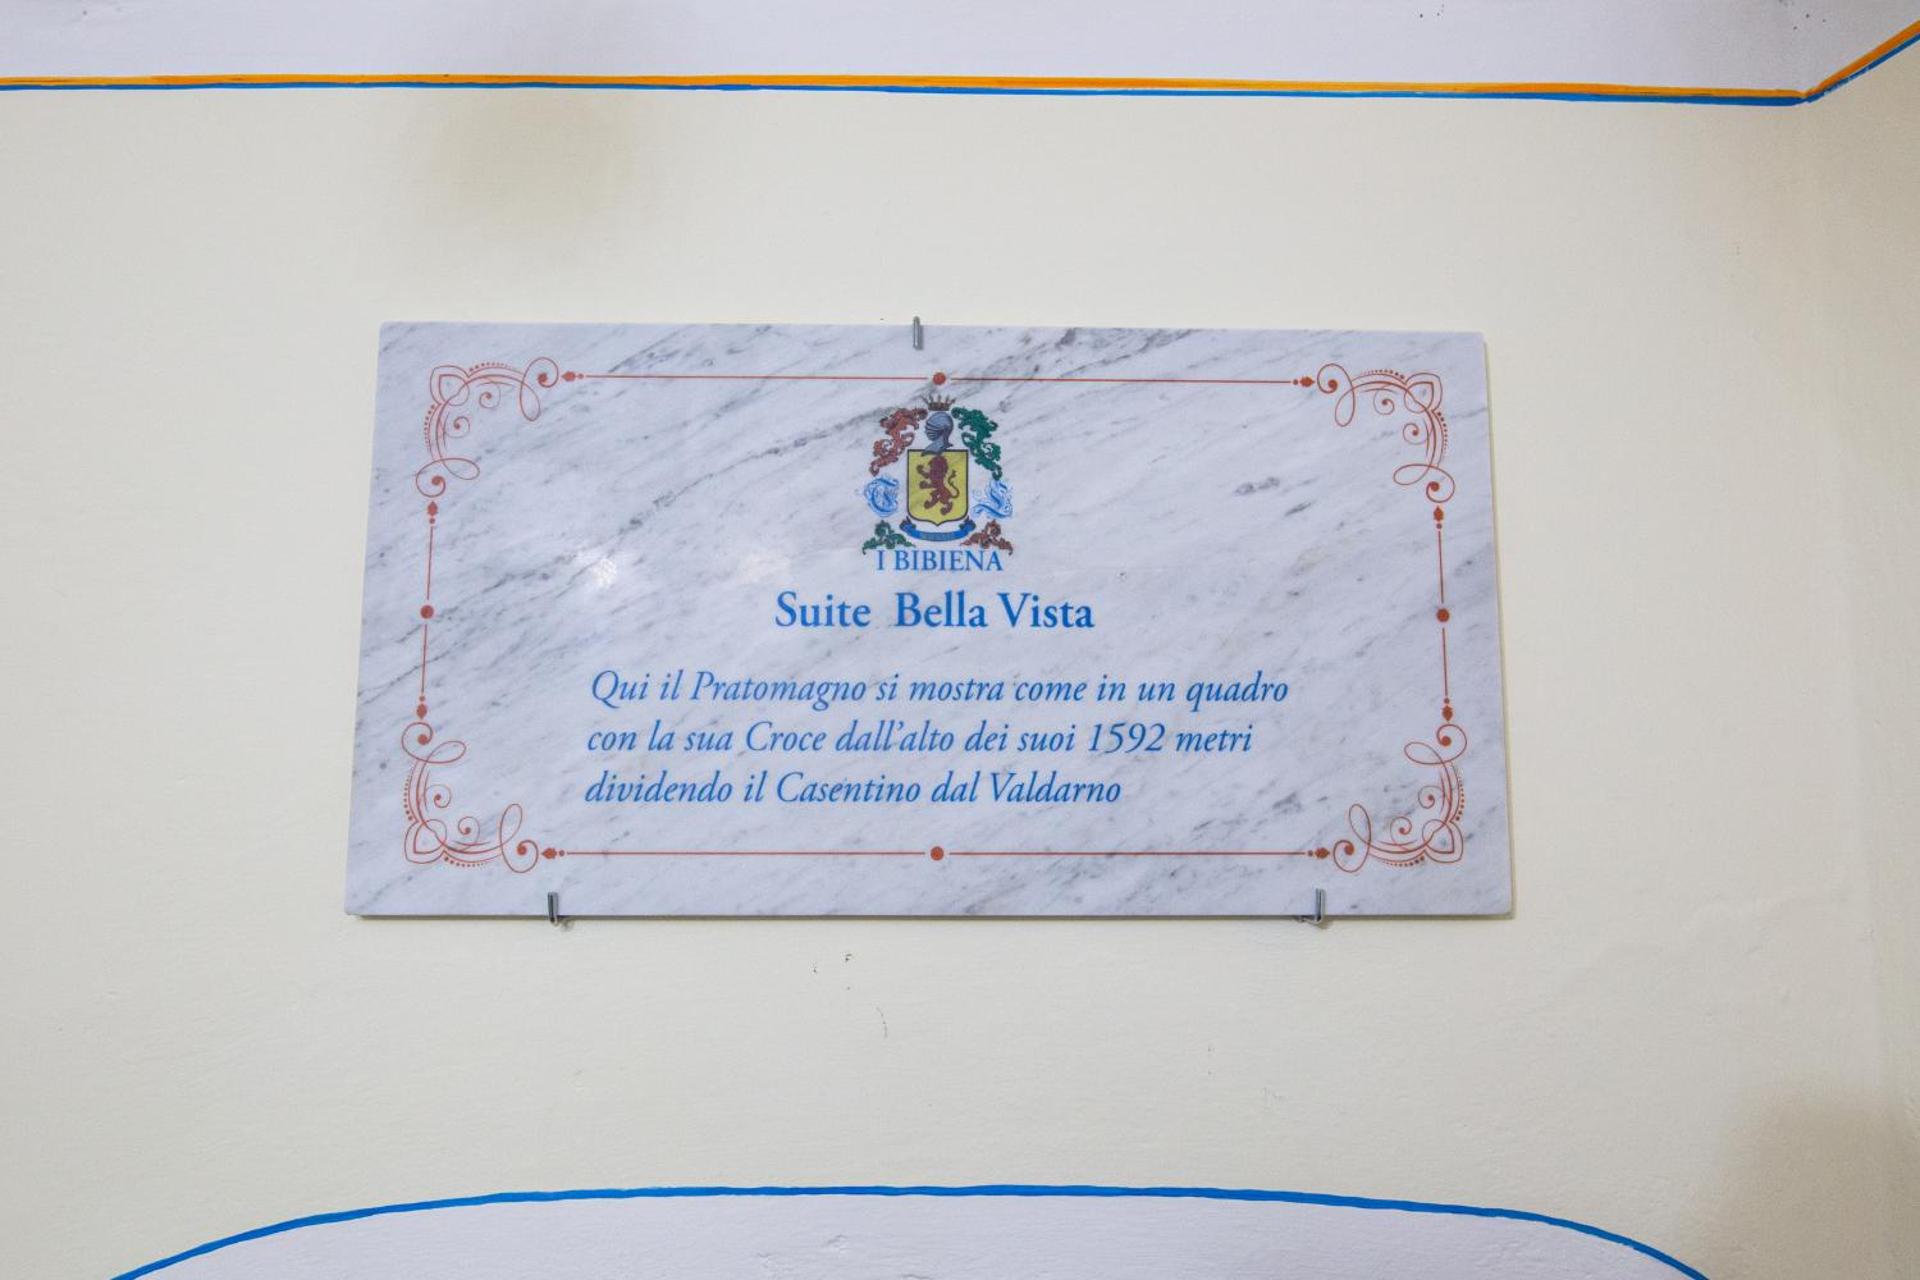 I BIBIENA
Suite Bella Vista
Qui il Pratomagno si mostra come in un quadro
con la sua Croce dall'alto dei suoi 1592 metri
dividendo il Casentino dal Valdarno